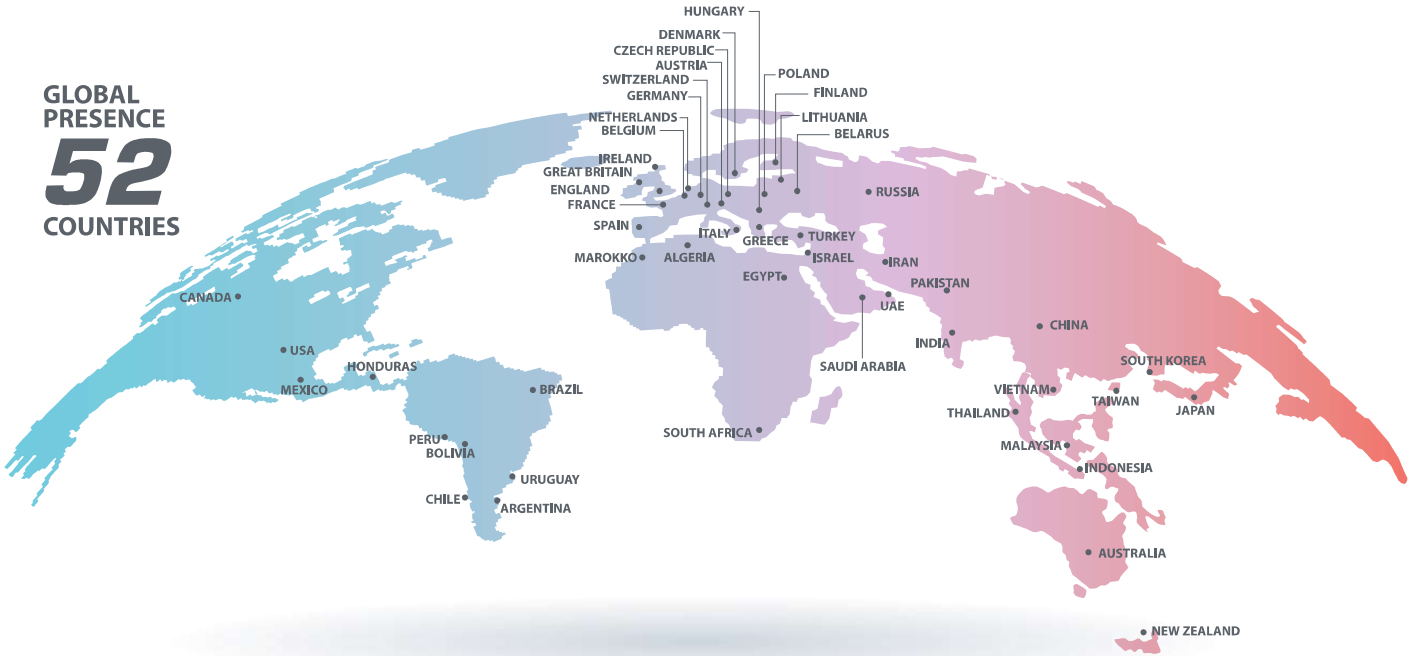 GLOBAL
PRESENCE
52
COUNTRIES
HUNGARY
DENMARK
CZECH REPUBLIC
AUSTRIA
SWITZERLAND
GERMANY
NETHERLANDS
BELGIUM
POLAND
FINLAND
LITHUANIA
BELARUS
IRELAND
GREAT BRITAIN
ENGLAND
FRANCE
SPAIN
ITALY
GREECE
TURKEY
RUSSIA
MAROKKO
ALGERIA
ISRAEL
IRAN
EGYPT
PAKISTAN
UAE
CANADA
USA
MEXICO
HONDURAS
BRAZIL
SAUDI ARABIA
INDIA
CHINA
SOUTH KOREA
VIETNAM
TAIWAN
JAPAN
THAILAND
PERU
BOLIVIA
SOUTH AFRICA
MALAYSIA
INDONESIA
URUGUAY
CHILE
ARGENTINA
AUSTRALIA
NEW ZEALAND